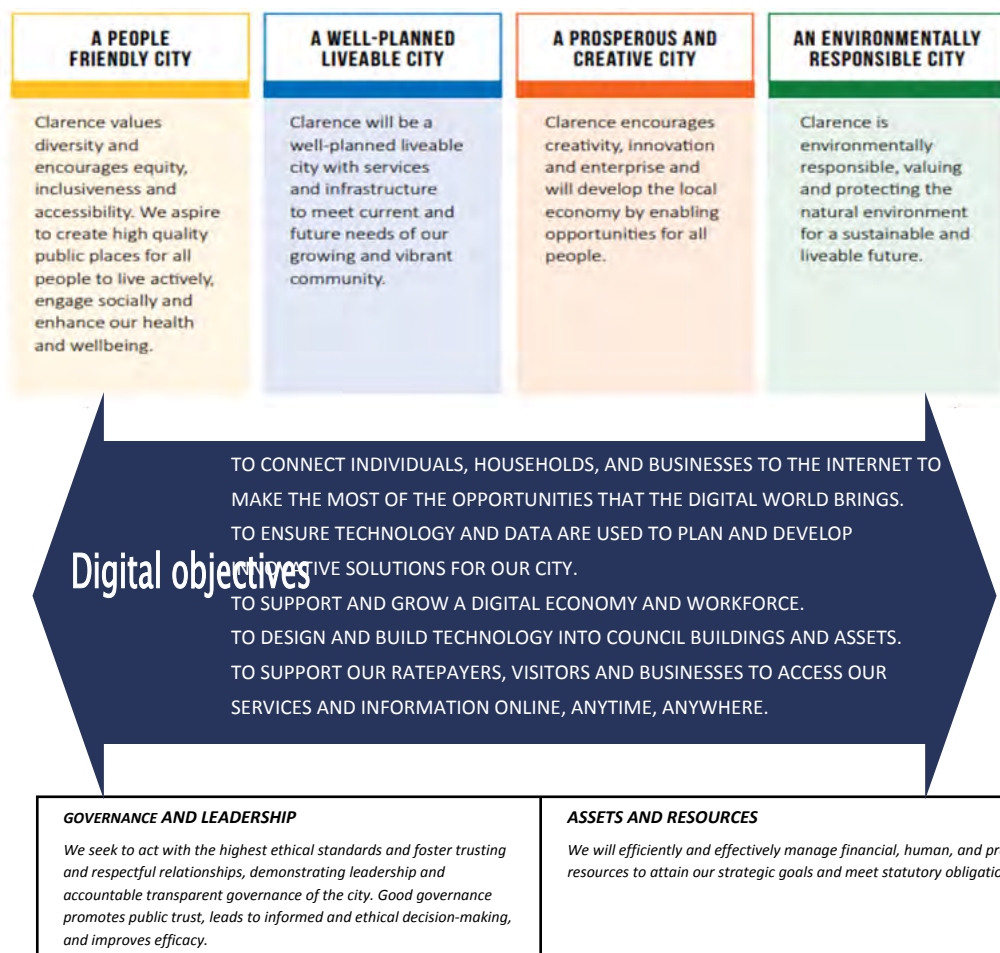 A PEOPLE
FRIENDLY CITY
Clarence values
diversity and
encourages equity,
inclusiveness and
accessibility. We aspire
to create high quality
public places for all
people to live actively,
engage socially and
enhance our health
and wellbeing.
A WELL-PLANNED
LIVEABLE CITY
Clarence will be a
well-planned liveable
city with services
and infrastructure
to meet current and
future needs of our
growing and vibrant
community.
A PROSPEROUS AND
CREATIVE CITY
Clarence encourages
creativity, innovation
and enterprise and
will develop the local
economy by enabling
opportunities for all
people.
AN ENVIRONMENTALLY
RESPONSIBLE CITY
Clarence is
environmentally
responsible, valuing
and protecting the
natural environment
for a sustainable and
liveable future.
Digital objectives
TO CONNECT INDIVIDUALS, HOUSEHOLDS, AND BUSINESSES TO THE INTERNET TO
MAKE THE MOST OF THE OPPORTUNITIES THAT THE DIGITAL WORLD BRINGS.
TO ENSURE TECHNOLOGY AND DATA ARE USED TO PLAN AND DEVELOP
INNOVATIVE SOLUTIONS FOR OUR CITY.
TO SUPPORT AND GROW A DIGITAL ECONOMY AND WORKFORCE.
TO DESIGN AND BUILD TECHNOLOGY INTO COUNCIL BUILDINGS AND ASSETS.
TO SUPPORT OUR RATEPAYERS, VISITORS AND BUSINESSES TO ACCESS OUR
SERVICES AND INFORMATION ONLINE, ANYTIME, ANYWHERE.
GOVERNANCE AND LEADERSHIP
We seek to act with the highest ethical standards and foster trusting
and respectful relationships, demonstrating leadership and
accountable transparent governance of the city. Good governance
promotes public trust, leads to informed and ethical decision-making,
and improves efficacy.
ASSETS AND RESOURCES
We will efficiently and effectively manage financial, human, and
resources to attain our strategic goals and meet statutory